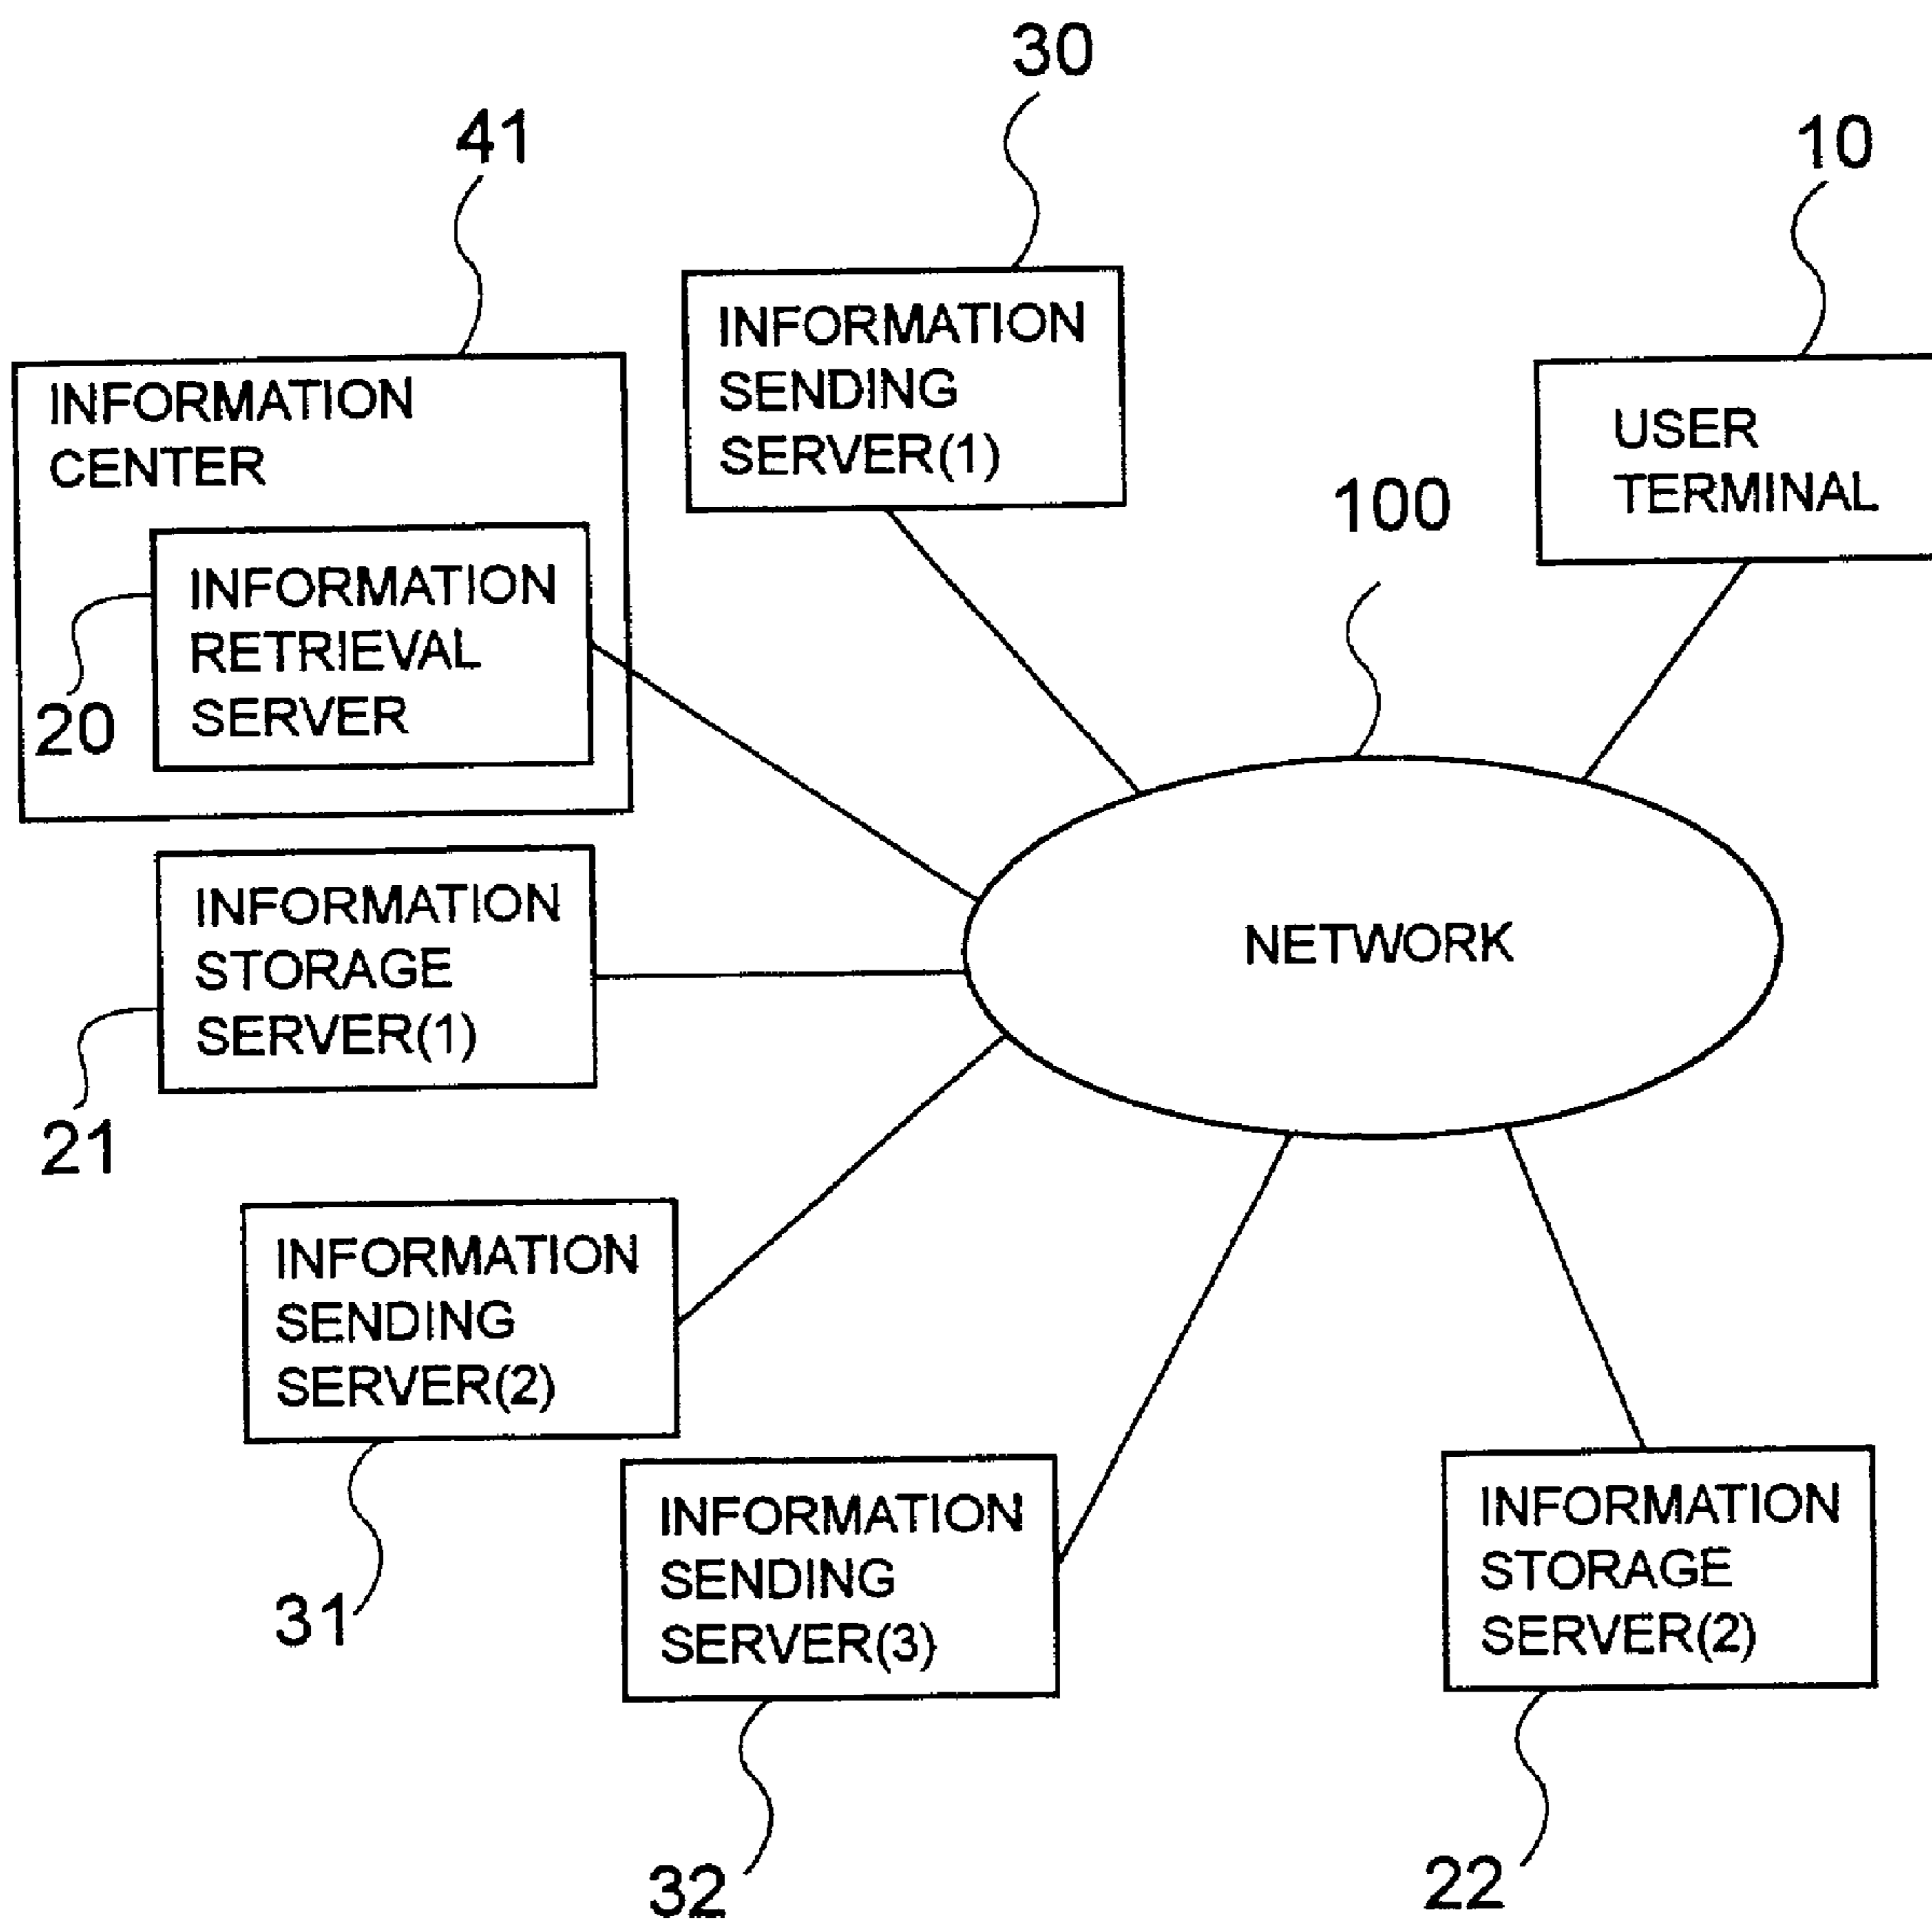 30
41
10
INFORMATION
SENDING
SERVER(1)
INFORMATION
CENTER
USER
TERMINAL
100
INFORMATION
RETRIEVAL
SERVER
20
INFORMATION
STORAGE
SERVER(1)
NETWORK
21
INFORMATION
SENDING
SERVER(2)
31
INFORMATION
SENDING
SERVER(3)
INFORMATION
STORAGE
SERVER(2)
32
22